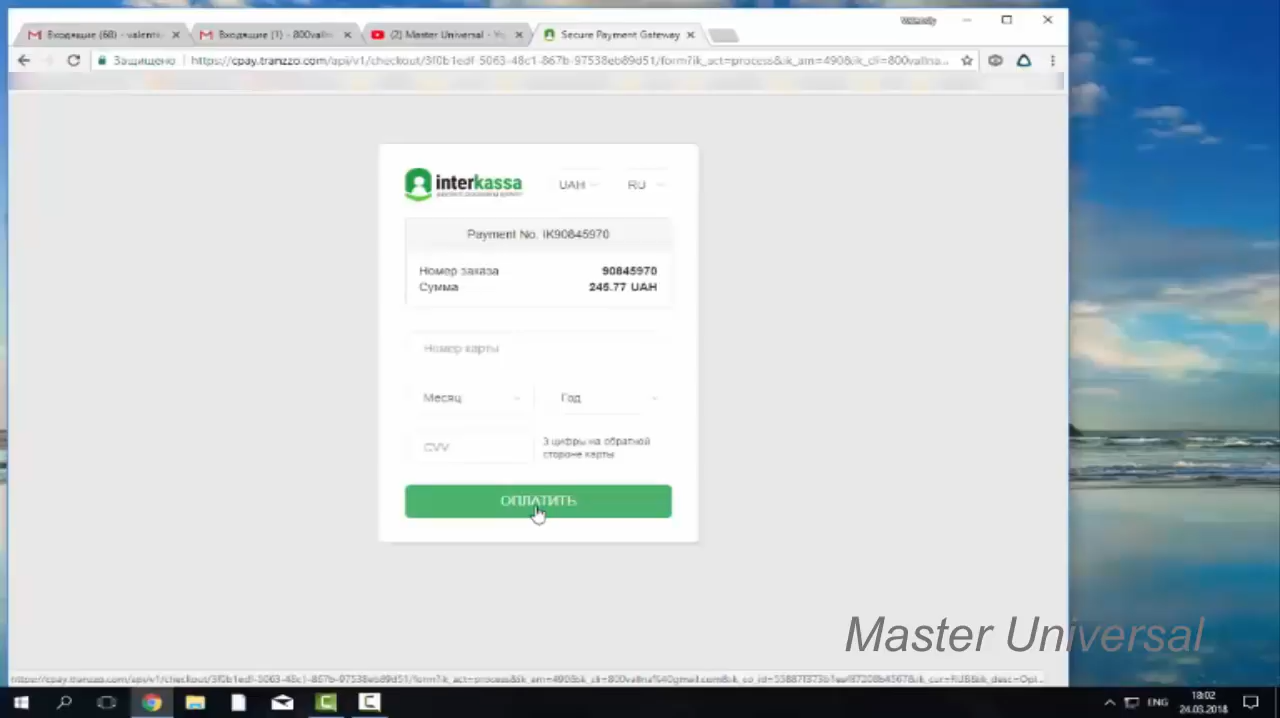 Входящие (68) - valenti
Входящие (1) - 800valln
(2) Master Universal - Yo
Secure Payment Gateway
Защищено
https://cpay.tranzzo.com/api/v1/checkout/3f0b1edf-5063-48c1-867b-97538eb89d51/form?ik_act=process&ik_am=490&ik_cli=800vallna...
interkassa
UAH
RU
Payment No. IK90845970
Номер заказа 90845970
Сумма 245.77 UAH
Номер карты
Месяц
Год
CVV
3 цифры на обратной
стороне карты
ОПЛАТИТЬ
Master Universal
ENG
18:02
24.03.2018